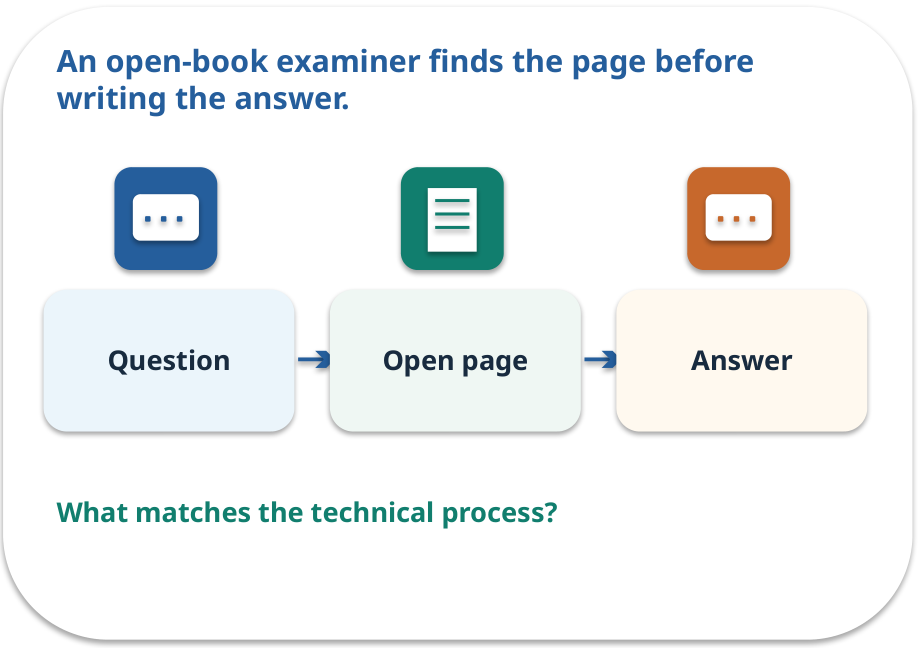 An open-book examiner finds the page before
writing the answer.
Question
Open page
Answer
What matches the technical process?